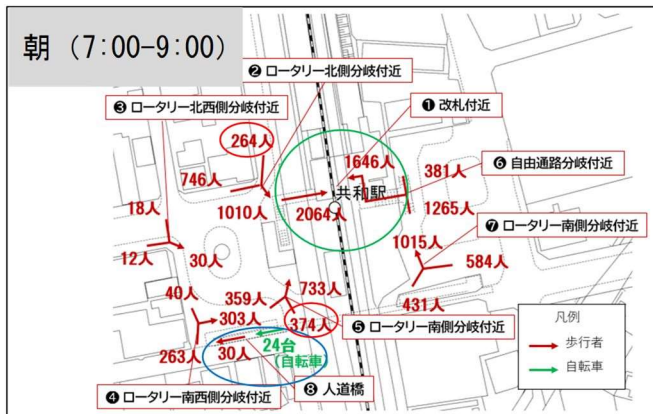 朝（7:00-9:00）
❷ロータリー北側分岐付近
❸ロータリー北西側分岐付近
❶改札付近
264人
1646人
381人
❻自由通路分岐付近
746人
共和駅
18人
1010人
2064人
1265人
❼ロータリー南側分岐付近
1015人
12人
30人
584人
40人
733人
359人
431人
303人
374人
❺ロータリー南側分岐付近
凡例
24台
(自転車)
歩行者
263人
30人
自転車
❹ロータリー南西側分岐付近
❽人道橋